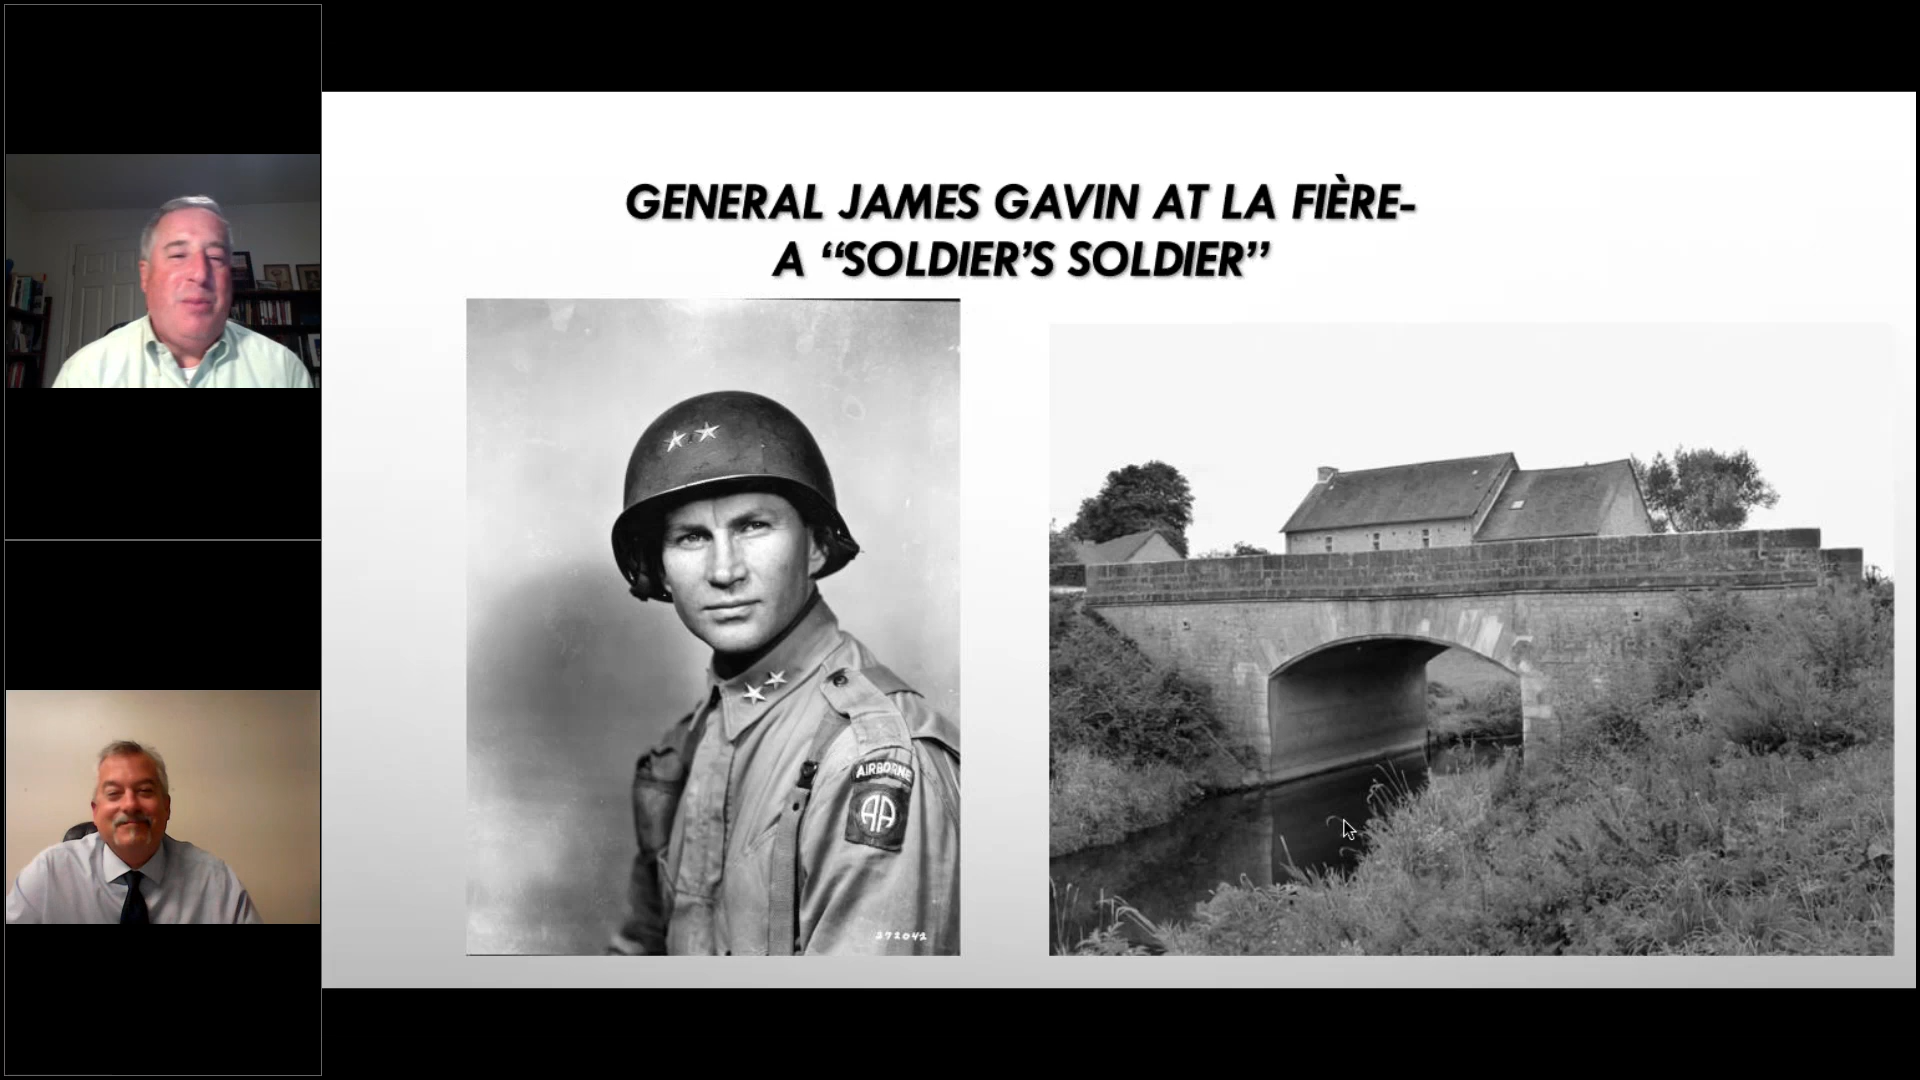 GENERAL JAMES GAVIN AT LA FIÈRE-
A “SOLDIER’S SOLDIER”
AIRBORNE
AA
272042